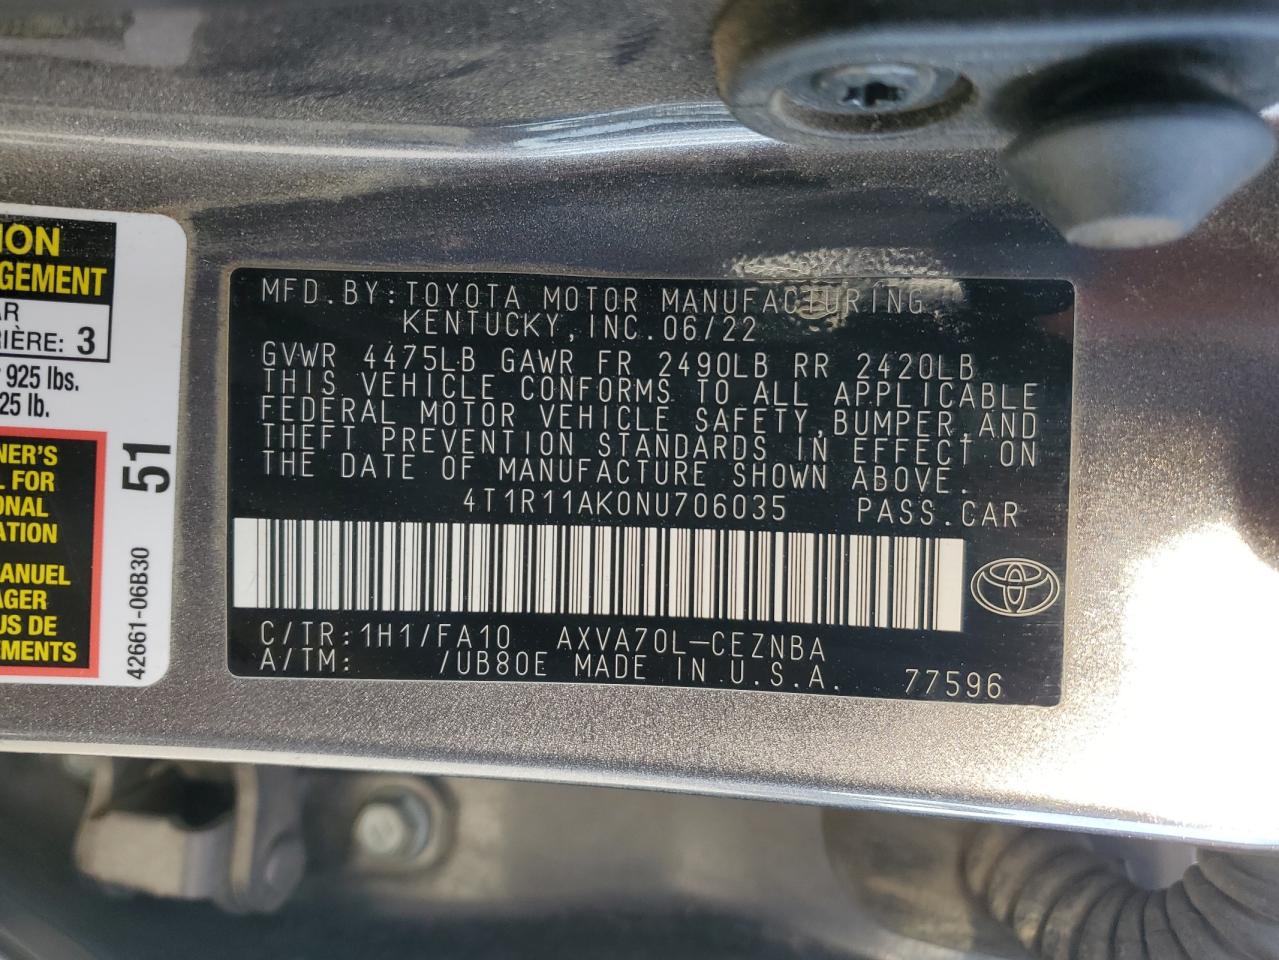 ION
GEMENT
AR
RIÈRE: 3
925 lbs.
25 lb.
NER'S
L FOR
ONAL
ATION
ANUEL
AGER
US DE
EMENTS
51
42661-06B30
MFD.BY:TOYOTA MOTOR MANUFACTURING,
KENTUCKY,INC.06/22
GVWR 4475LB GAWR FR 2490LB RR 2420LB
THIS VEHICLE CONFORMS TO ALL APPLICABLE
FEDERAL MOTOR VEHICLE SAFETY,BUMPER,AND
THEFT PREVENTION STANDARDS IN EFFECT ON
THE DATE OF MANUFACTURE SHOWN ABOVE.
4T1R11AK0NU706035 PASS.CAR
C/TR:1H1/FA10 AXVA70L-CEZNBA
A/TM: /UB80E MADE IN U.S.A. 77596